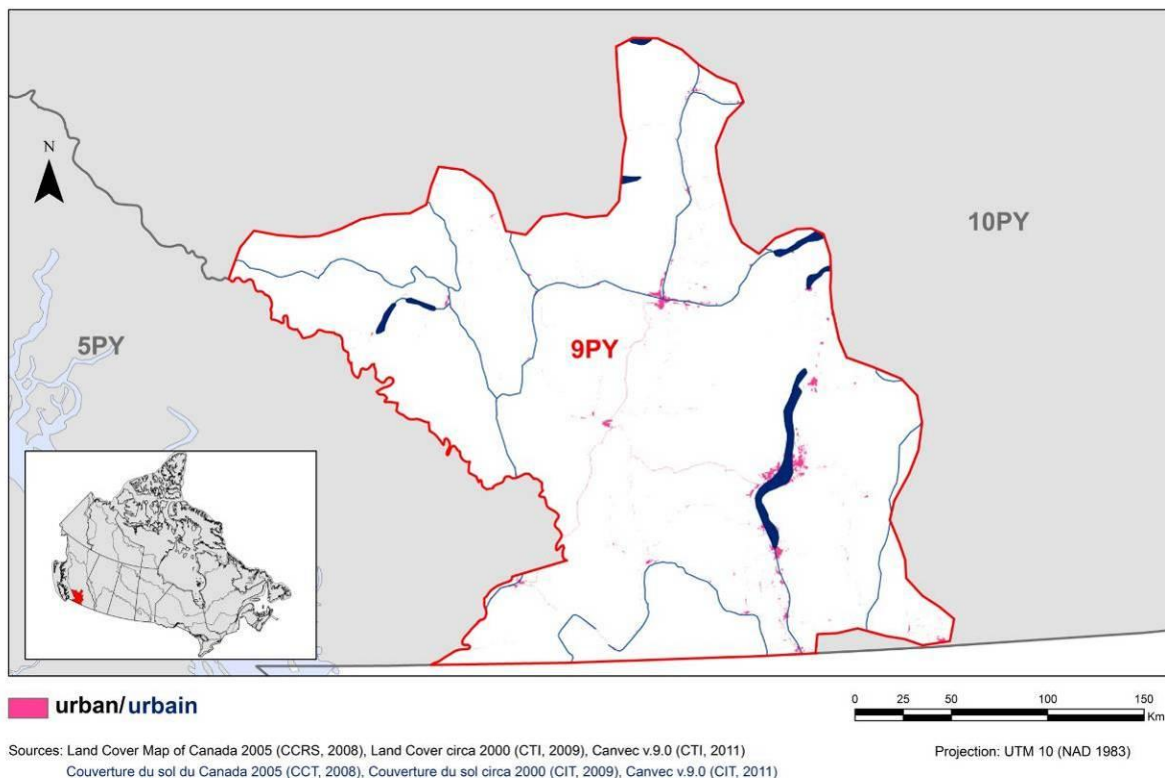 N
10PY
5PY
9PY
urban/urbain
0 25 50 100 150
Km
Sources: Land Cover Map of Canada 2005 (CCRS, 2008), Land Cover circa 2000 (CTI, 2009), Canvec v.9.0 (CTI, 2011)
Projection: UTM 10 (NAD 1983)
Couverture du sol du Canada 2005 (CCT, 2008), Couverture du sol circa 2000 (CIT, 2009), Canvec v.9.0 (CIT, 2011)